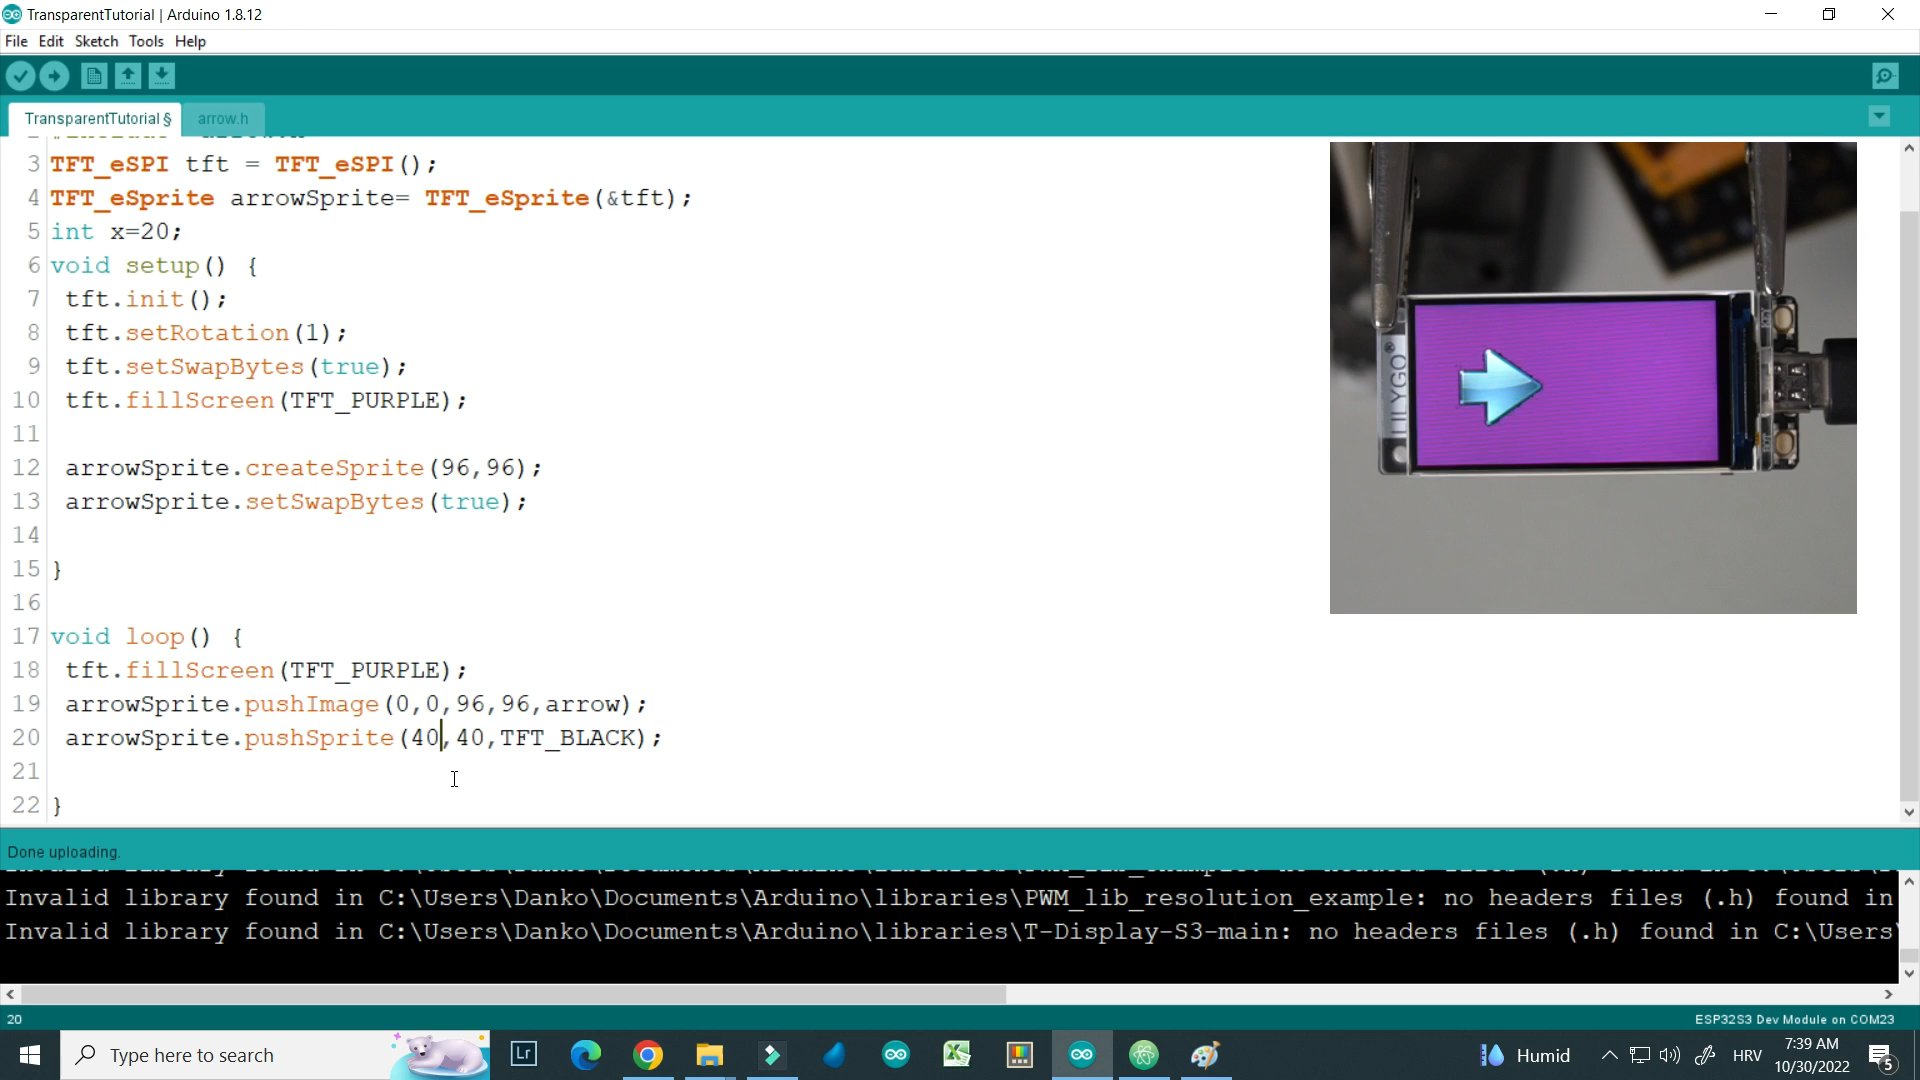 TransparentTutorial | Arduino 1.8.12
File Edit Sketch Tools Help
TransparentTutorial § arrow.h
3 TFT_eSPI tft = TFT_eSPI();
4 TFT_eSprite arrowSprite= TFT_eSprite(&tft);
5 int x=20;
6 void setup() {
7 tft.init();
8 tft.setRotation(1);
9 tft.setSwapBytes(true);
10 tft.fillScreen(TFT_PURPLE);
11
12 arrowSprite.createSprite(96,96);
13 arrowSprite.setSwapBytes(true);
14
15 }
16
17 void loop() {
18 tft.fillScreen(TFT_PURPLE);
19 arrowSprite.pushImage(0,0,96,96,arrow);
20 arrowSprite.pushSprite(40,40,TFT_BLACK);
21
22 }
LILYGO®
Done uploading.
Invalid library found in C:\Users\Danko\Documents\Arduino\libraries\PWM_lib_resolution_example: no headers files (.h) found in
Invalid library found in C:\Users\Danko\Documents\Arduino\libraries\T-Display-S3-main: no headers files (.h) found in C:\Users\
20
ESP32S3 Dev Module on COM23
Type here to search
Lr
Humid
HRV
7:39 AM
10/30/2022
5